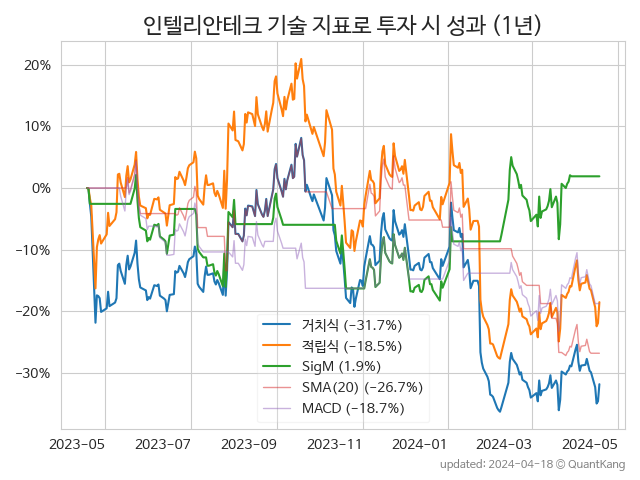 인텔리안테크 기술 지표로 투자 시 성과 (1년)
20%
10%
0%
−10%
−20%
−30%
거치식 (−31.7%)
적립식 (−18.5%)
SigM (1.9%)
SMA(20) (−26.7%)
MACD (−18.7%)
2023-05 2023-07 2023-09 2023-11 2024-01 2024-03 2024-05
updated: 2024-04-18 © QuantKang